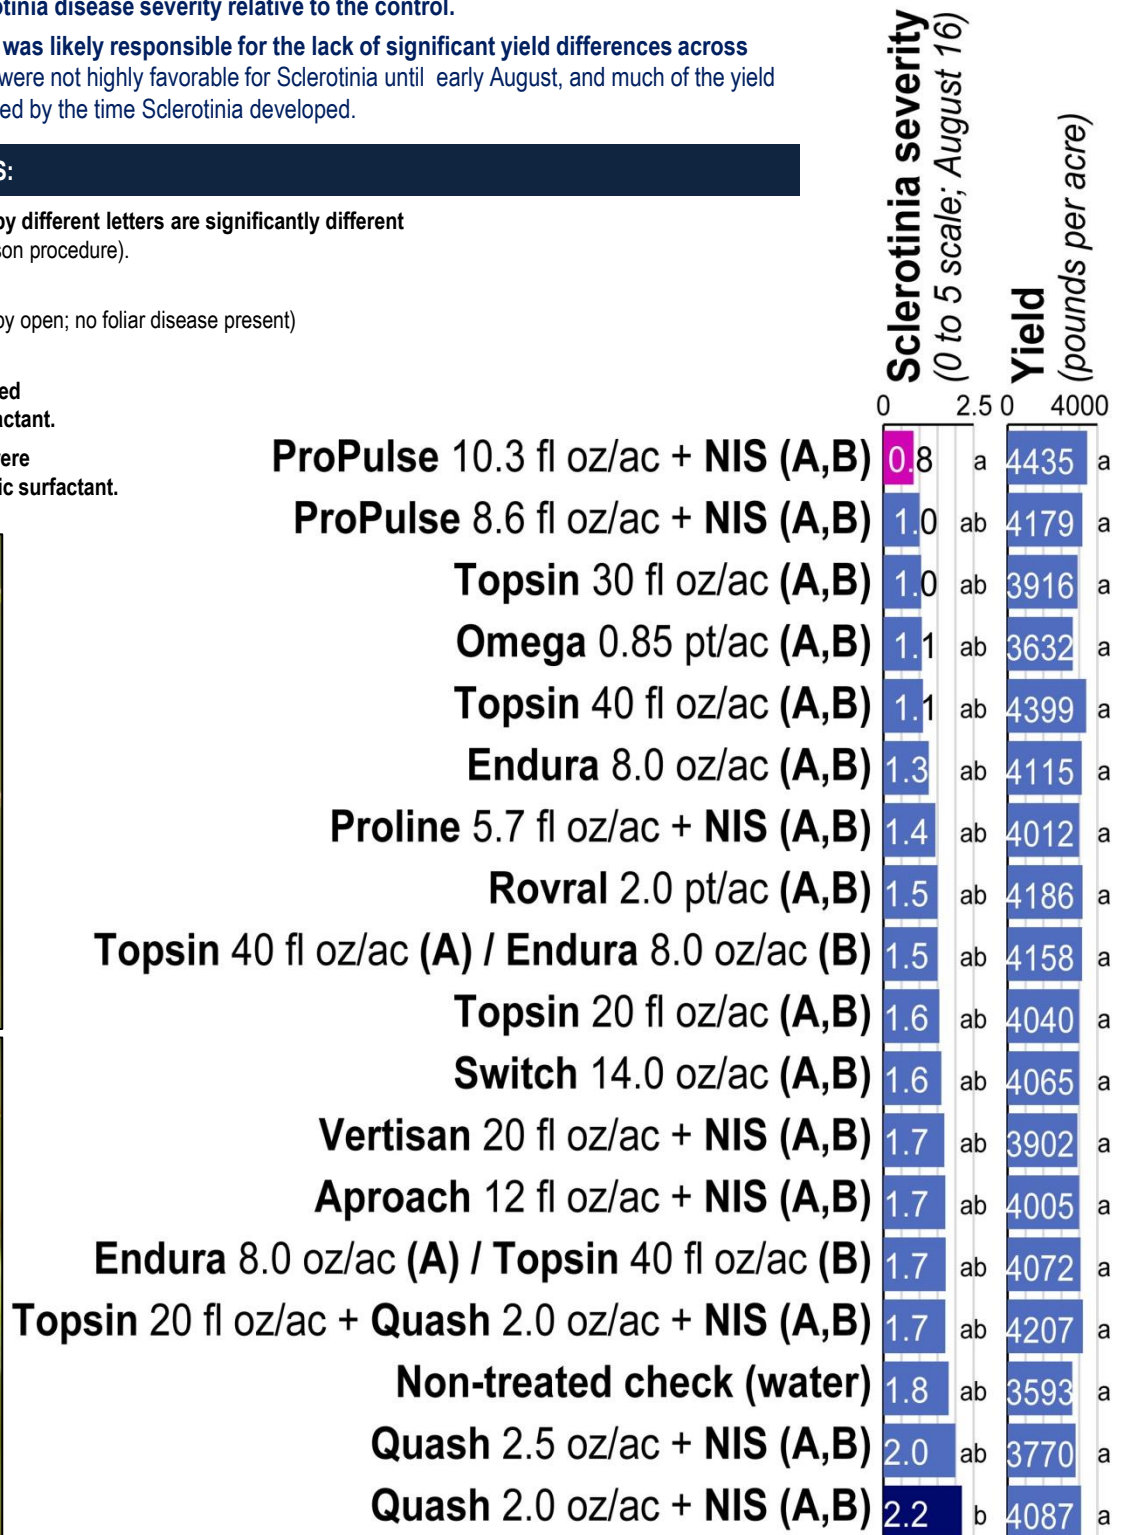 otinia disease severity relative to the control.
was likely responsible for the lack of significant yield differences across
were not highly favorable for Sclerotinia until early August, and much of the yield
ed by the time Sclerotinia developed.
S:
by different letters are significantly different
son procedure).
by open; no foliar disease present)
ed
actant.
ere
ic surfactant.
Sclerotinia severity
(0 to 5 scale; August 16)
Yield
(pounds per acre)
0 2.5 0 4000
ProPulse 10.3 fl oz/ac + NIS (A,B) 0.8 a 4435 a
ProPulse 8.6 fl oz/ac + NIS (A,B) 1.0 ab 4179 a
Topsin 30 fl oz/ac (A,B) 1.0 ab 3916 a
Omega 0.85 pt/ac (A,B) 1.1 ab 3632 a
Topsin 40 fl oz/ac (A,B) 1.1 ab 4399 a
Endura 8.0 oz/ac (A,B) 1.3 ab 4115 a
Proline 5.7 fl oz/ac + NIS (A,B) 1.4 ab 4012 a
Rovral 2.0 pt/ac (A,B) 1.5 ab 4186 a
Topsin 40 fl oz/ac (A) / Endura 8.0 oz/ac (B) 1.5 ab 4158 a
Topsin 20 fl oz/ac (A,B) 1.6 ab 4040 a
Switch 14.0 oz/ac (A,B) 1.6 ab 4065 a
Vertisan 20 fl oz/ac + NIS (A,B) 1.7 ab 3902 a
Aproach 12 fl oz/ac + NIS (A,B) 1.7 ab 4005 a
Endura 8.0 oz/ac (A) / Topsin 40 fl oz/ac (B) 1.7 ab 4072 a
Topsin 20 fl oz/ac + Quash 2.0 oz/ac + NIS (A,B) 1.7 ab 4207 a
Non-treated check (water) 1.8 ab 3593 a
Quash 2.5 oz/ac + NIS (A,B) 2.0 ab 3770 a
Quash 2.0 oz/ac + NIS (A,B) 2.2 b 4087 a